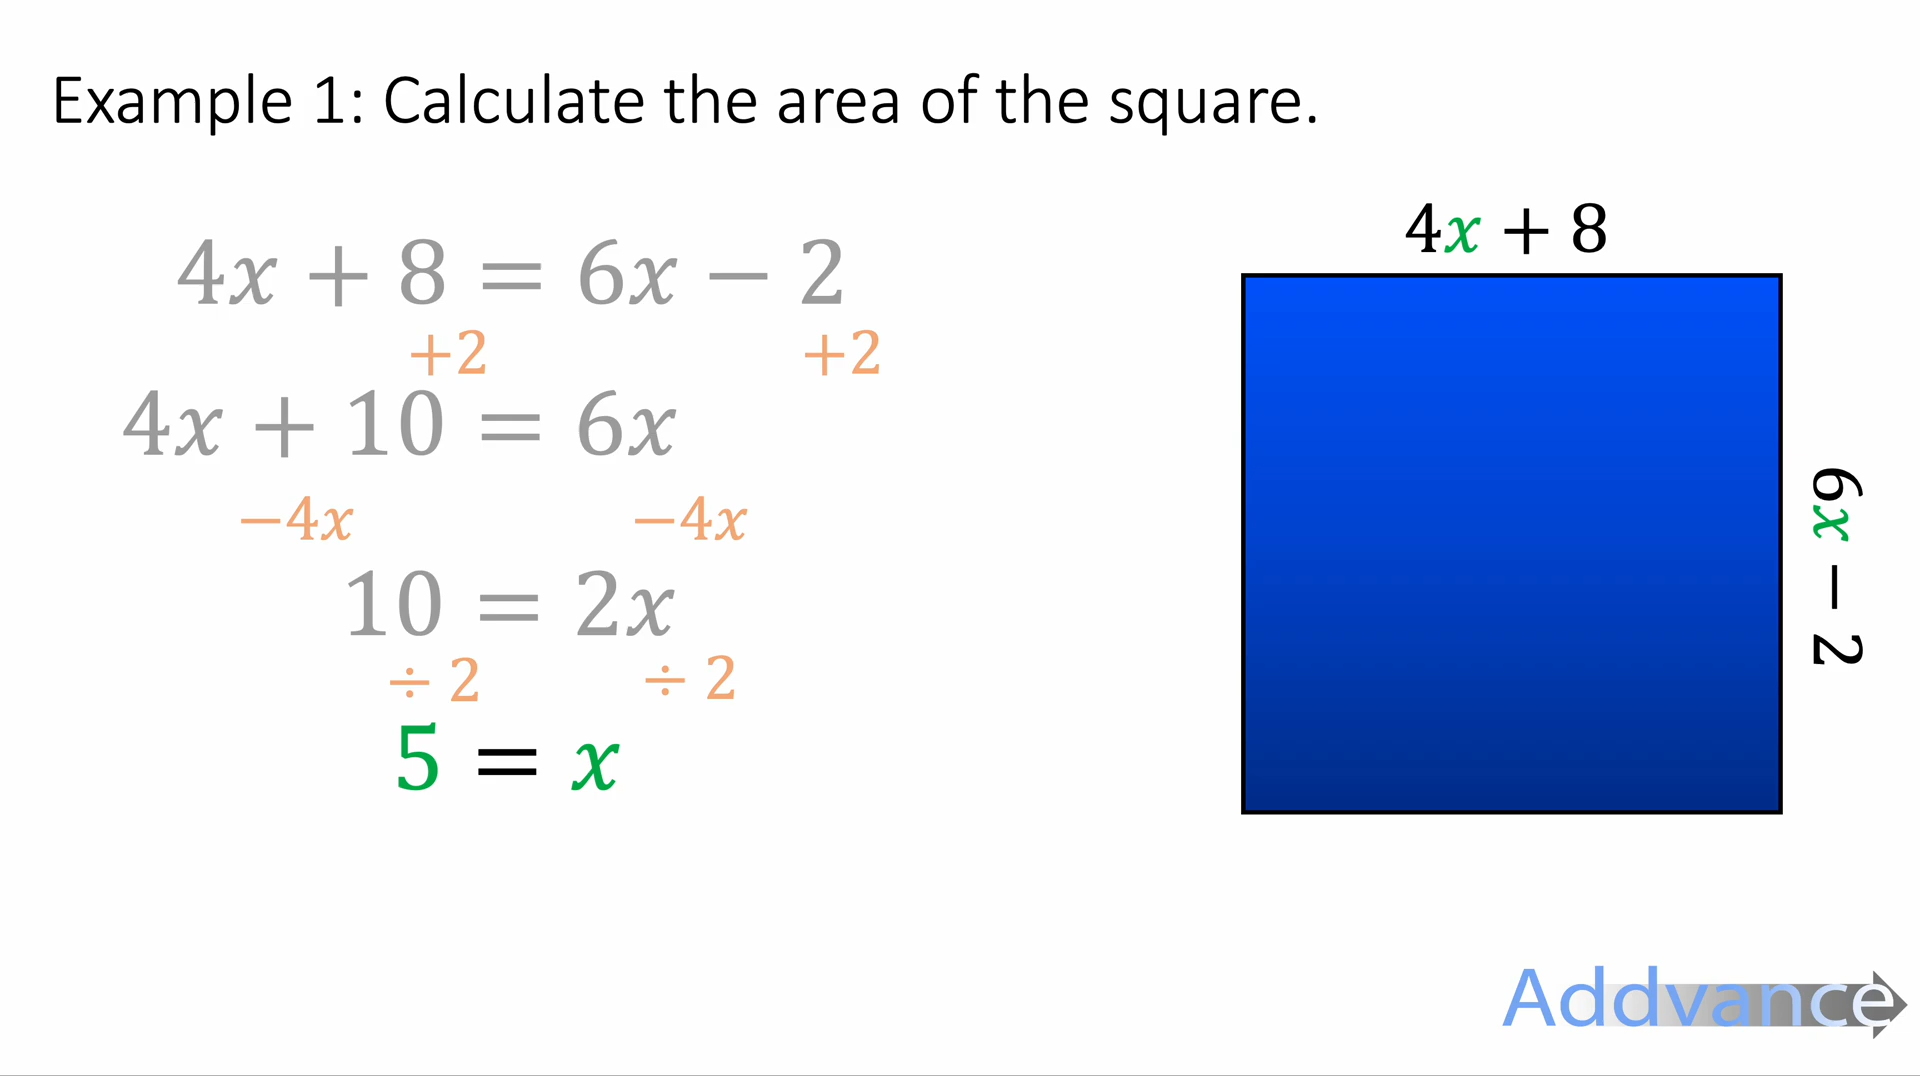 Example 1: Calculate the area of the square.
4x + 8 = 6x − 2
+2 +2
4x + 10 = 6x
−4x −4x
10 = 2x
÷ 2 ÷ 2
5 = x
4x + 8
6x − 2
Addvance